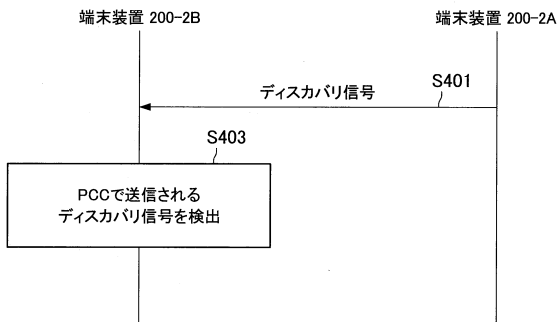 端末装置 200-2B
端末装置 200-2A
ディスカバリ信号
S401
S403
PCCで送信される
ディスカバリ信号を検出